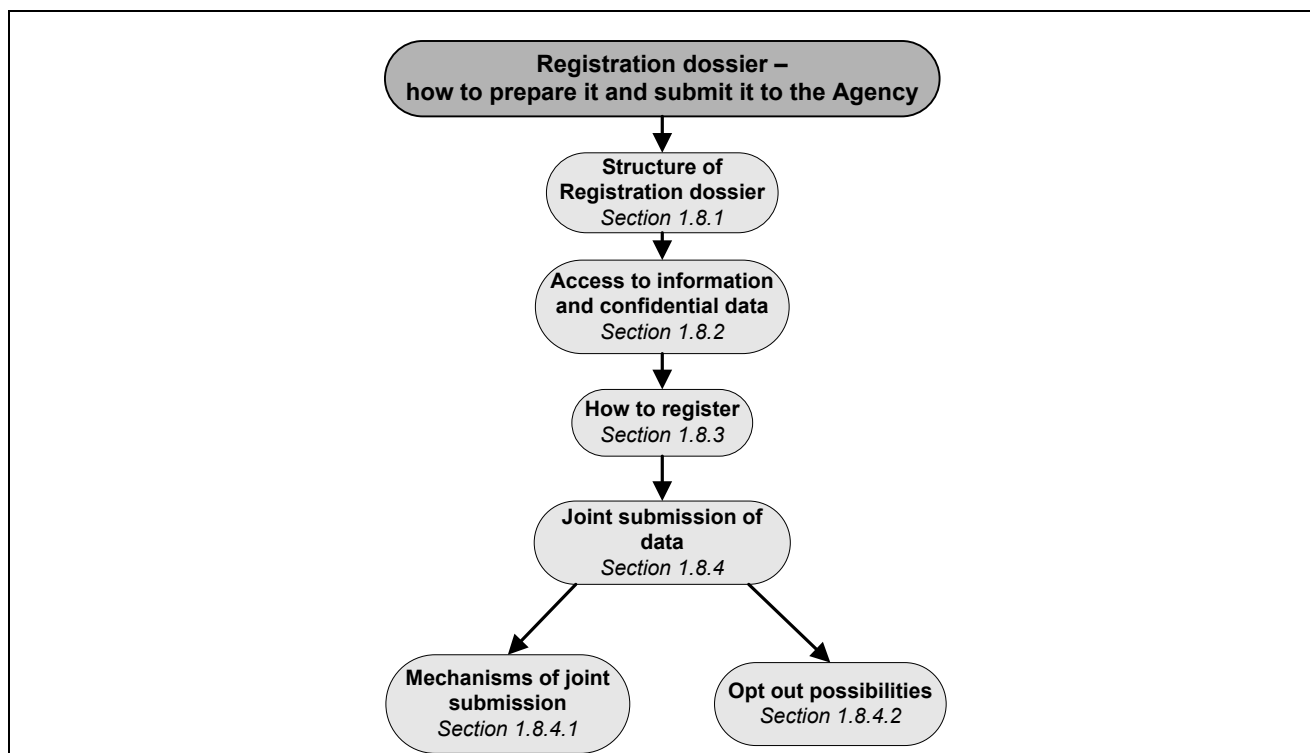 Registration dossier –
how to prepare it and submit it to the Agency
Structure of
Registration dossier
Section 1.8.1
Access to information
and confidential data
Section 1.8.2
How to register
Section 1.8.3
Joint submission of
data
Section 1.8.4
Mechanisms of joint
submission
Section 1.8.4.1
Opt out possibilities
Section 1.8.4.2